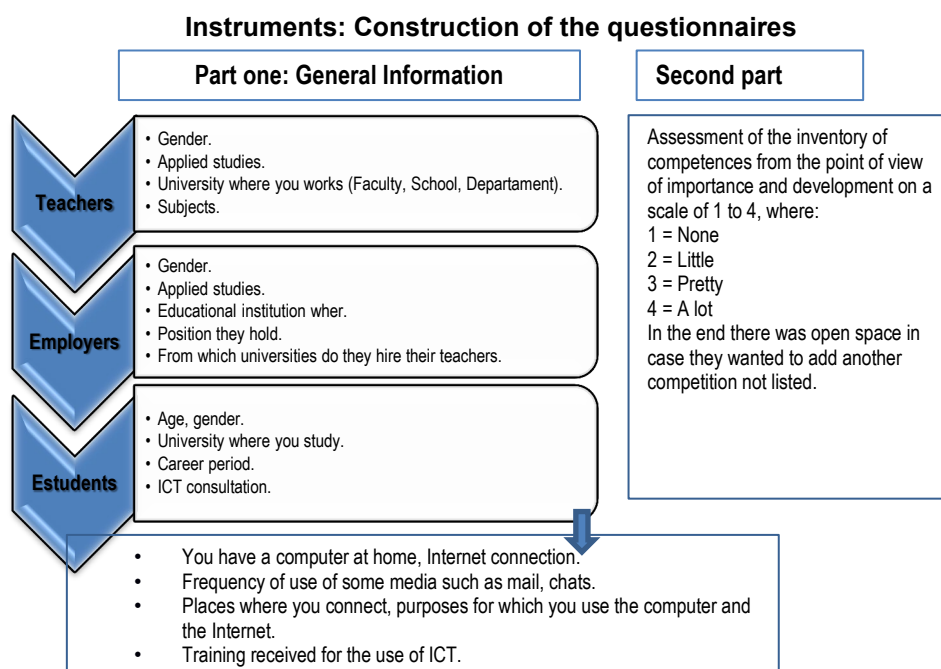 Instruments: Construction of the questionnaires
Part one: General Information
Second part
Teachers
• Gender.
• Applied studies.
• University where you works (Faculty, School, Departament).
• Subjects.
Employers
• Gender.
• Applied studies.
• Educational institution wher.
• Position they hold.
• From which universities do they hire their teachers.
Estudents
• Age, gender.
• University where you study.
• Career period.
• ICT consultation.
Assessment of the inventory of
competences from the point of view
of importance and development on a
scale of 1 to 4, where:
1 = None
2 = Little
3 = Pretty
4 = A lot
In the end there was open space in
case they wanted to add another
competition not listed.
• You have a computer at home, Internet connection.
• Frequency of use of some media such as mail, chats.
• Places where you connect, purposes for which you use the computer and
the Internet.
• Training received for the use of ICT.